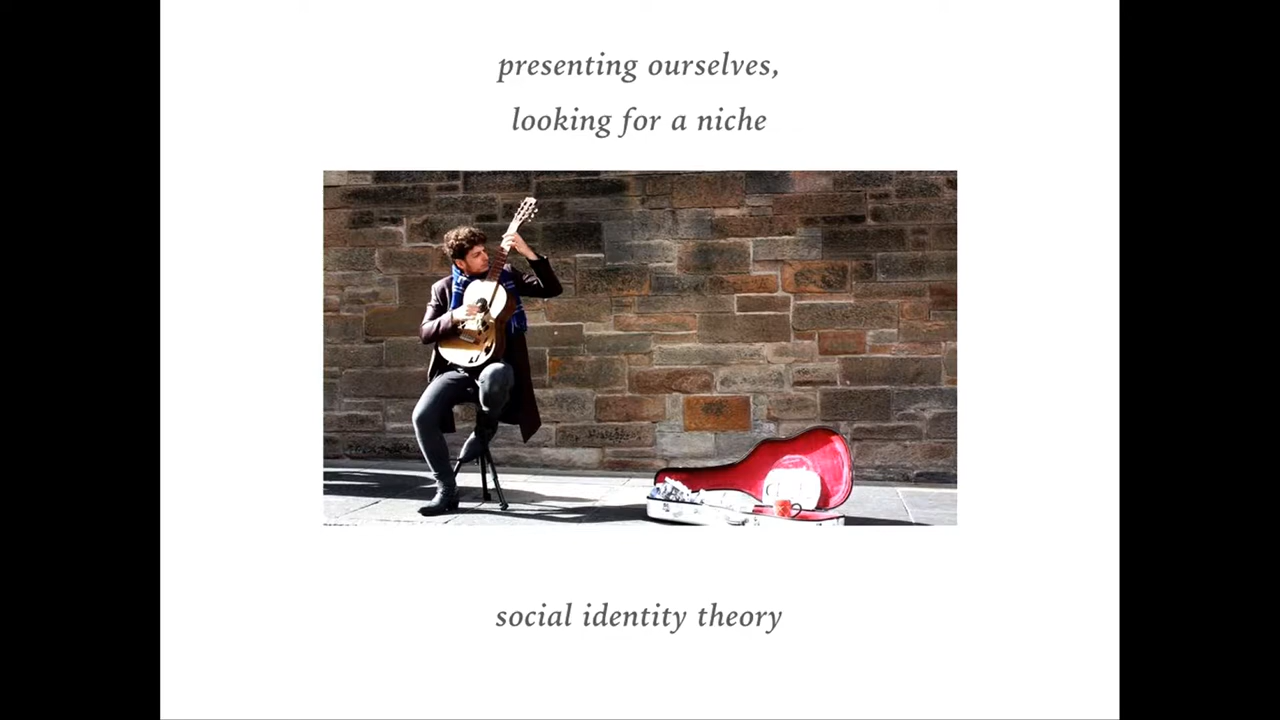 presenting ourselves,
looking for a niche
social identity theory